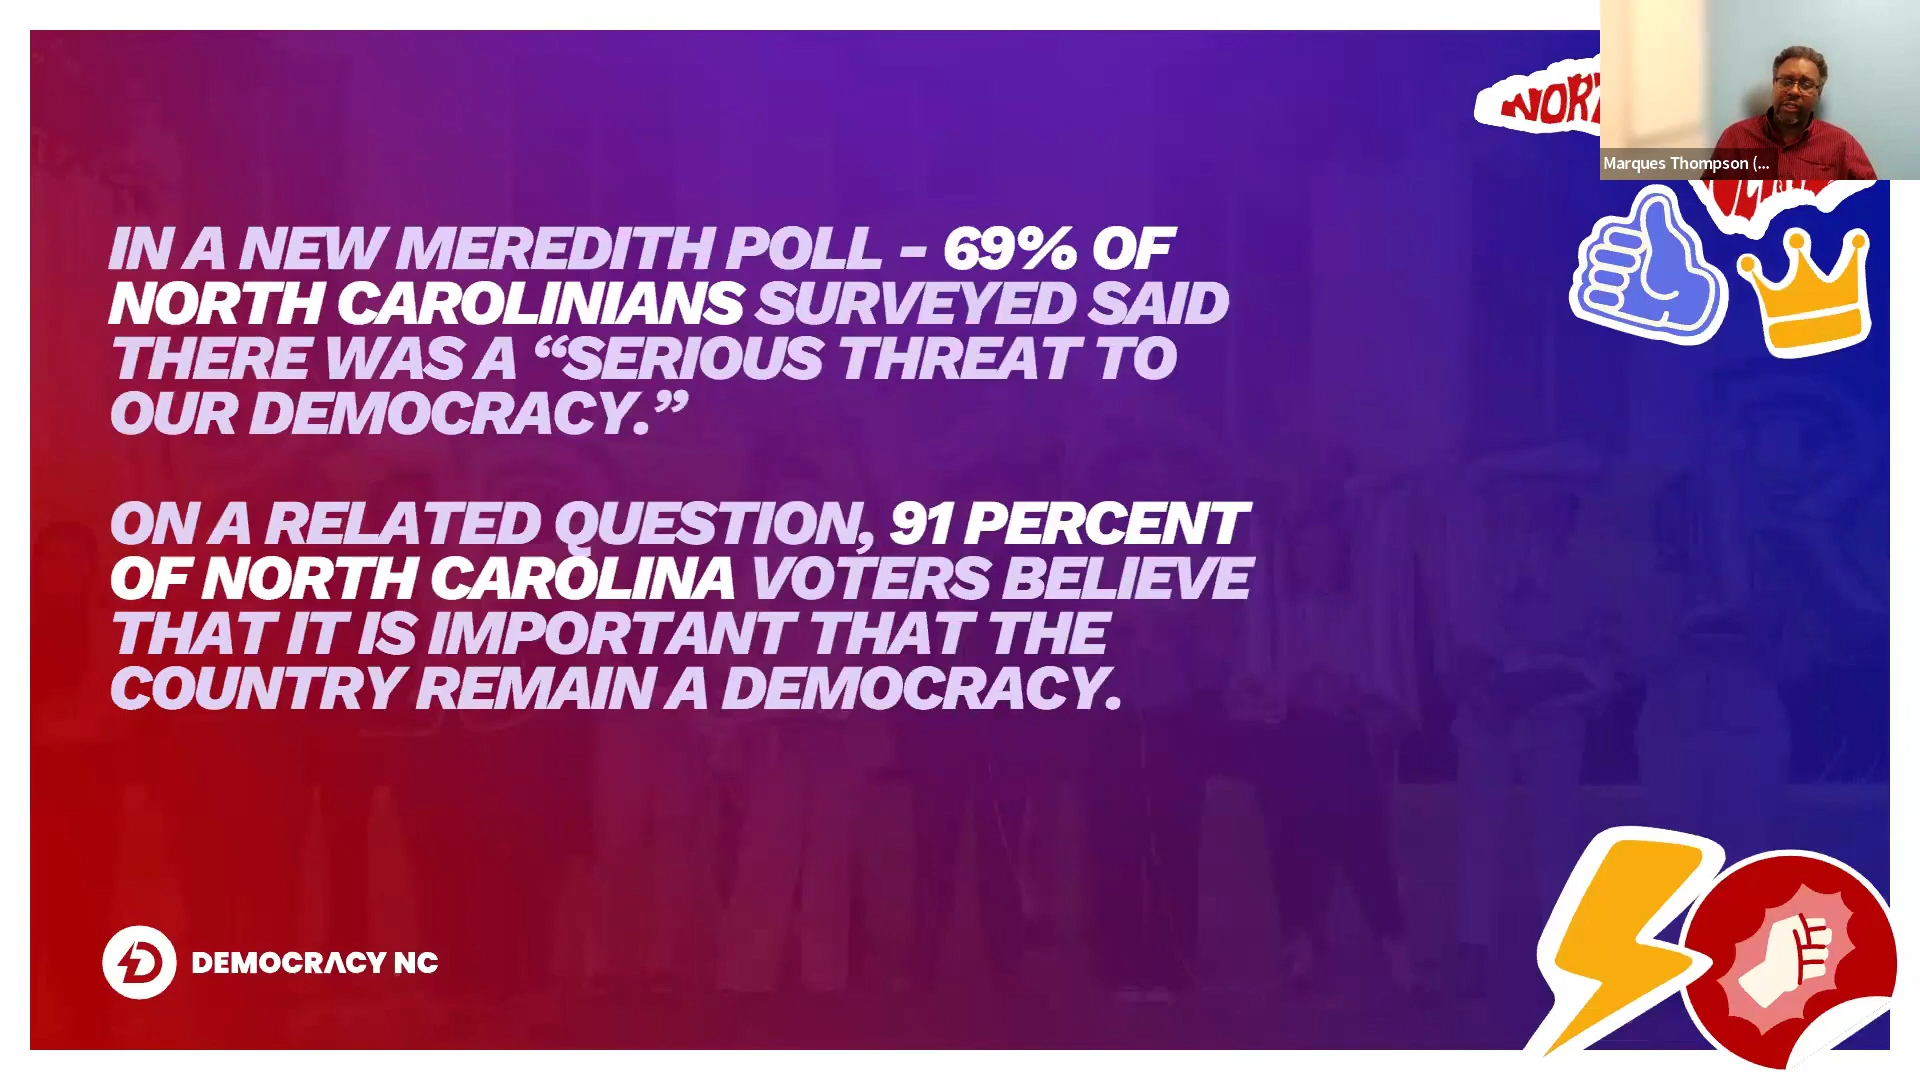 IN A NEW MEREDITH POLL - 69% OF
NORTH CAROLINIANS SURVEYED SAID
THERE WAS A “SERIOUS THREAT TO
OUR DEMOCRACY.”
ON A RELATED QUESTION, 91 PERCENT
OF NORTH CAROLINA VOTERS BELIEVE
THAT IT IS IMPORTANT THAT THE
COUNTRY REMAIN A DEMOCRACY.
DEMOCRACY NC
Marques Thompson (...